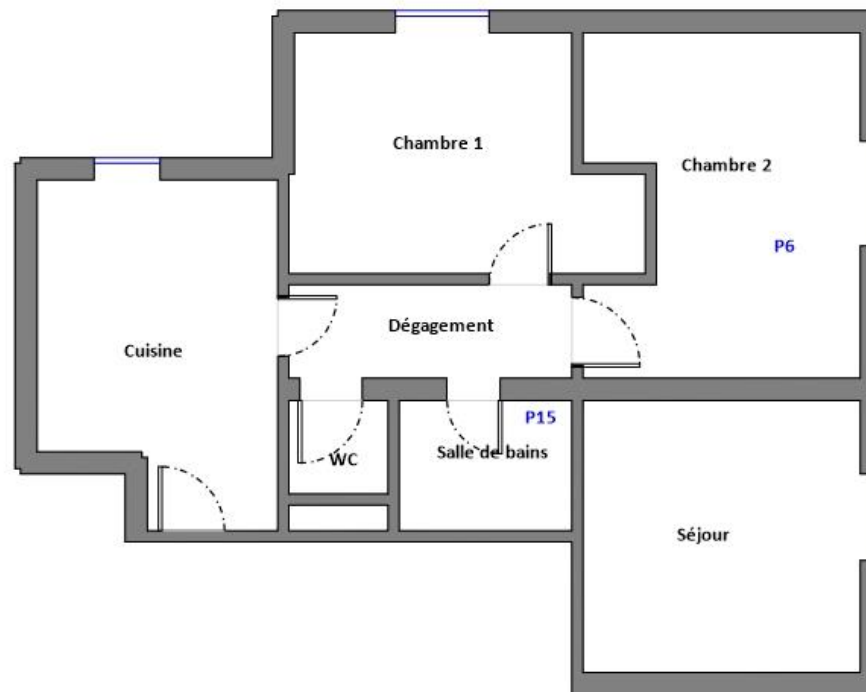 Chambre 1
Chambre 2
P6
Dégagement
Cuisine
P15
Salle de bains
WC
Séjour